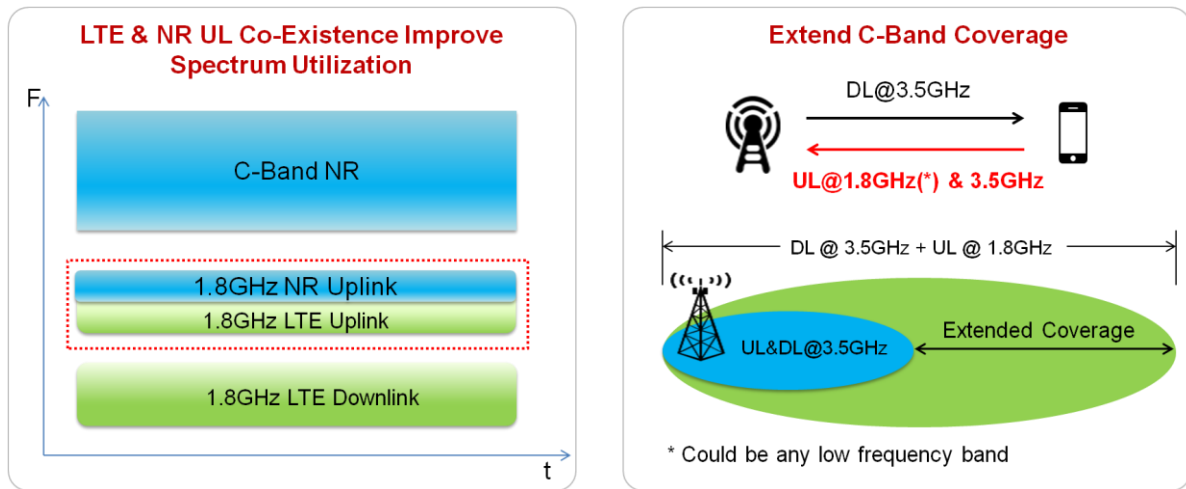 LTE & NR UL Co-Existence Improve
Spectrum Utilization
F
C-Band NR
1.8GHz NR Uplink
1.8GHz LTE Uplink
1.8GHz LTE Downlink
t
Extend C-Band Coverage
DL@3.5GHz
UL@1.8GHz(*) & 3.5GHz
DL @ 3.5GHz + UL @ 1.8GHz
UL&DL@3.5GHz
Extended Coverage
* Could be any low frequency band